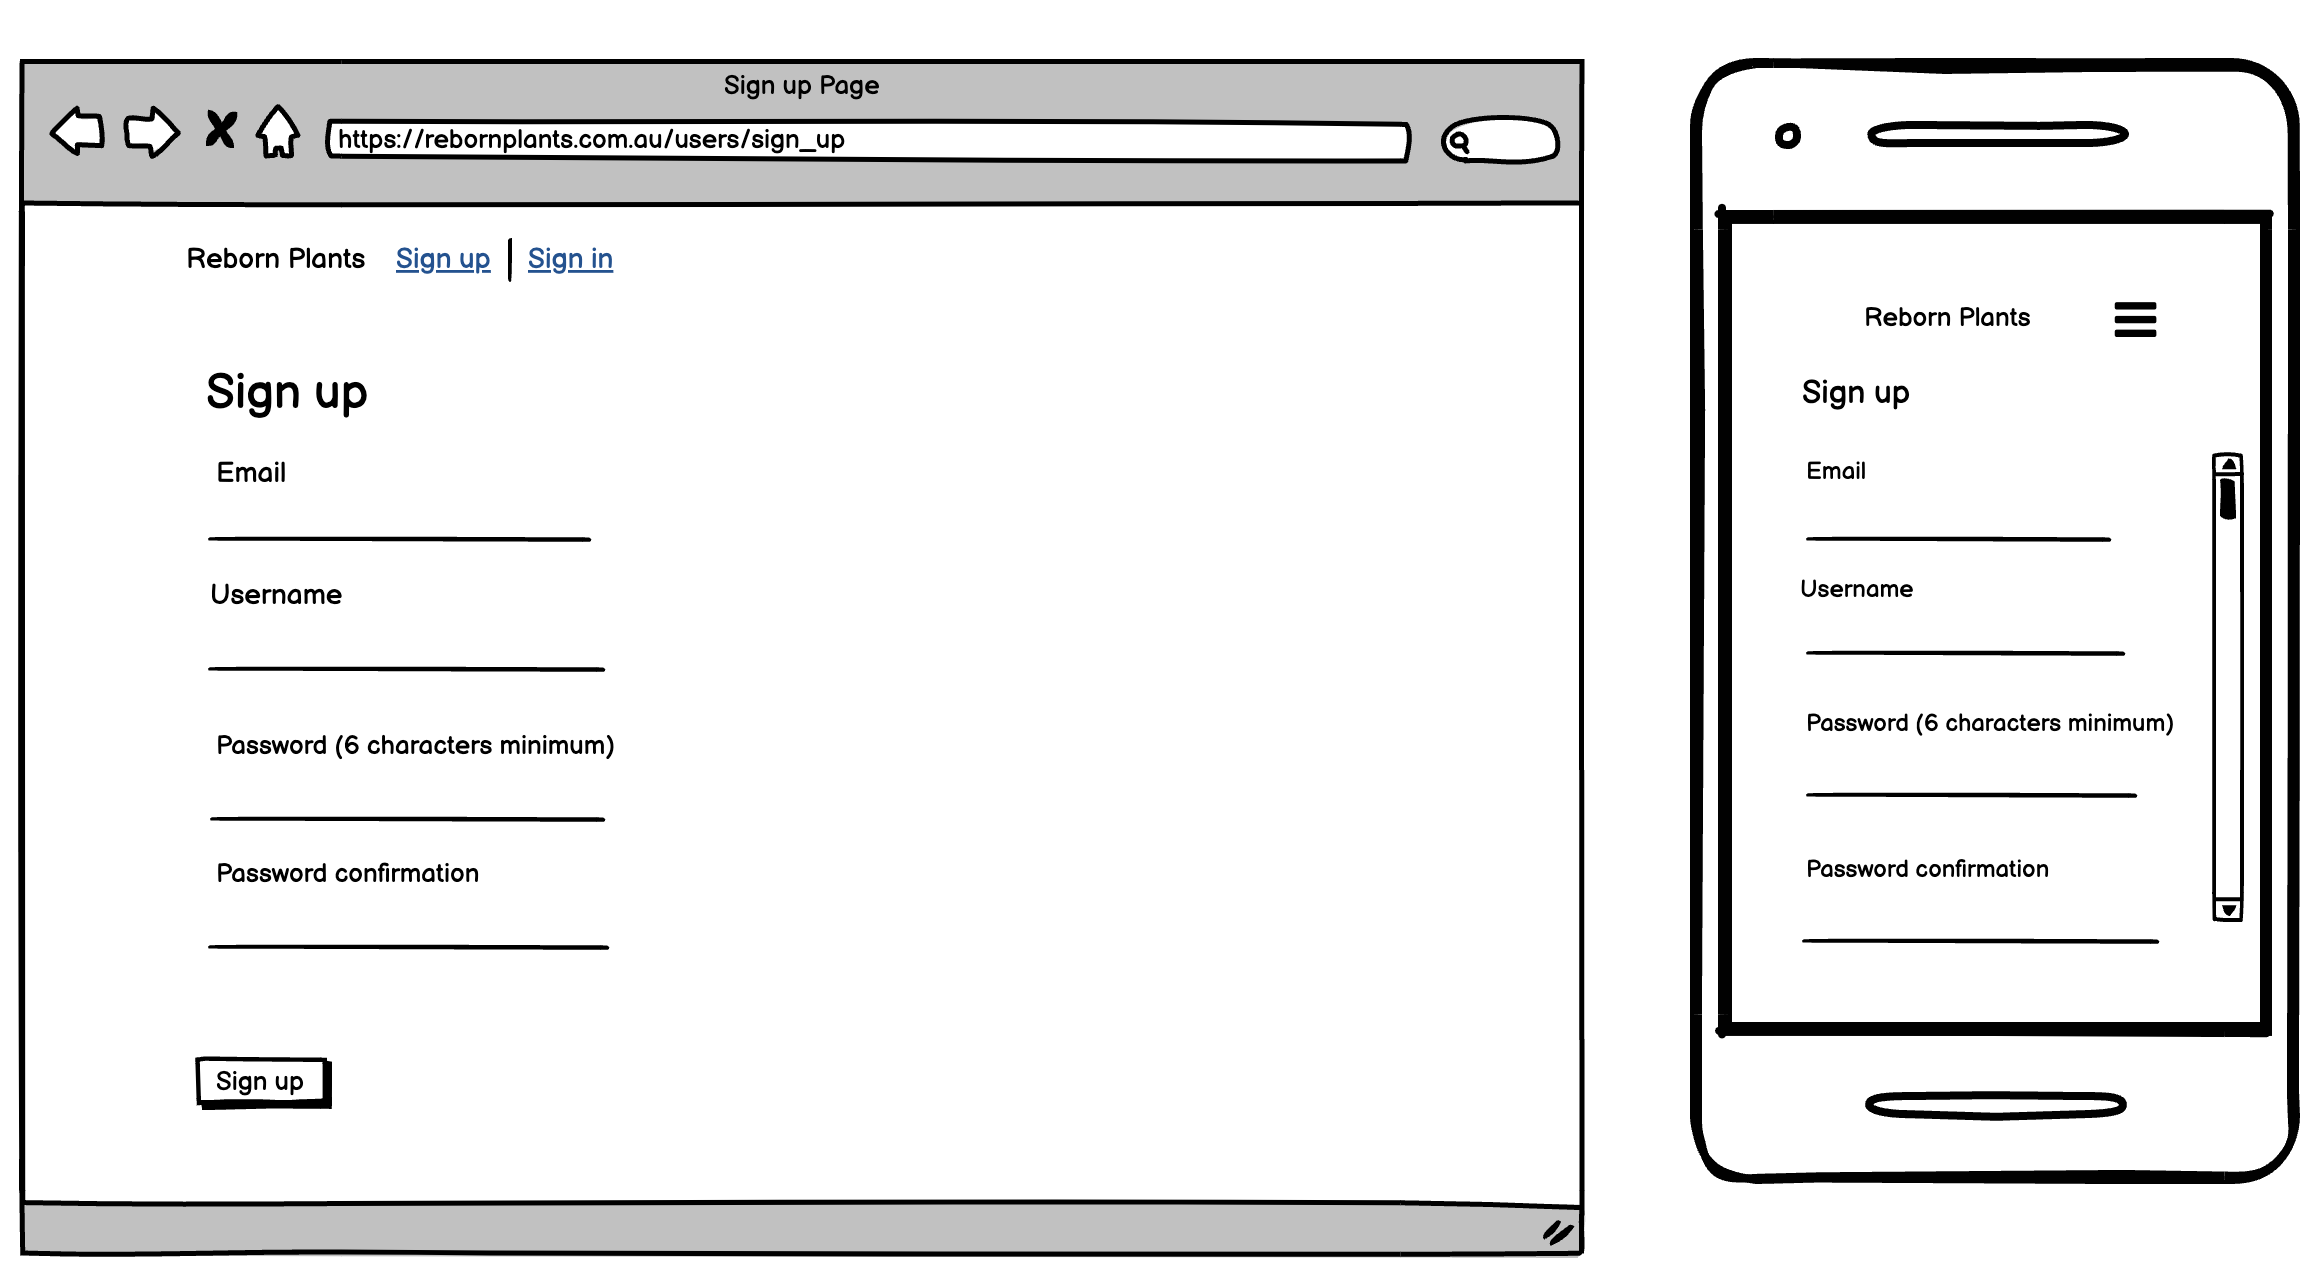 Sign up Page
https://rebornplants.com.au/users/sign_up
Reborn Plants Sign up Sign in
Sign up
Email
Username
Password (6 characters minimum)
Password confirmation
Sign up
Reborn Plants
Sign up
Email
Username
Password (6 characters minimum)
Password confirmation